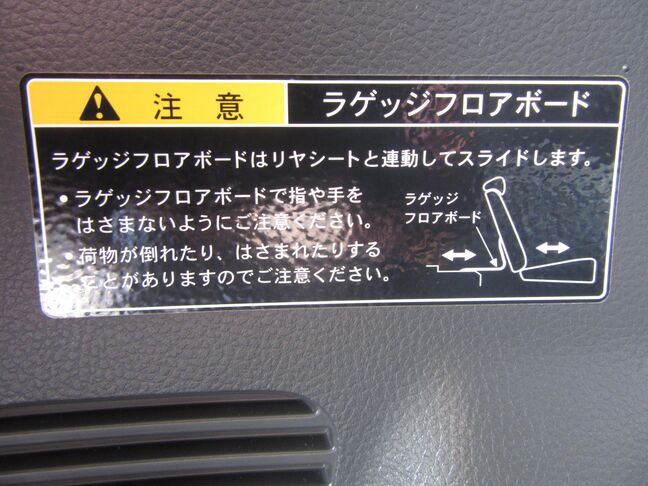 注意
ラゲッジフロアボード
ラゲッジフロアボードはリヤシートと連動してスライドします。
●ラゲッジフロアボードで指や手を
はさまないようにご注意ください。
●荷物が倒れたり、はさまれたりする
ことがありますのでご注意ください。
ラゲッジ
フロアボード